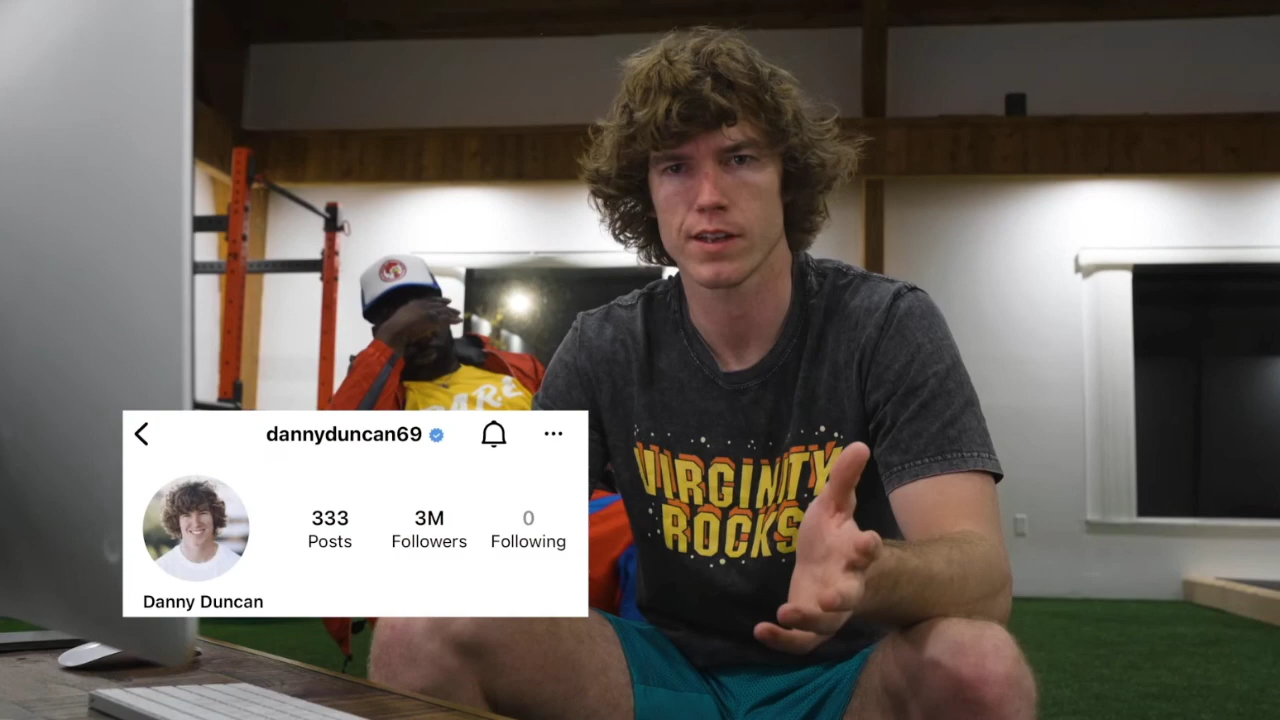 dannyduncan69
333
3M
0
Posts
Followers
Following
Danny Duncan
VIRGINITY
ROCKS